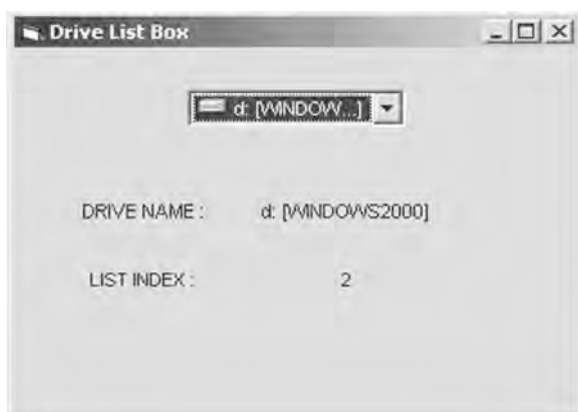 Drive List Box
d: [WINDOW...]
DRIVE NAME : d: [WINDOWS2000]
LIST INDEX : 2